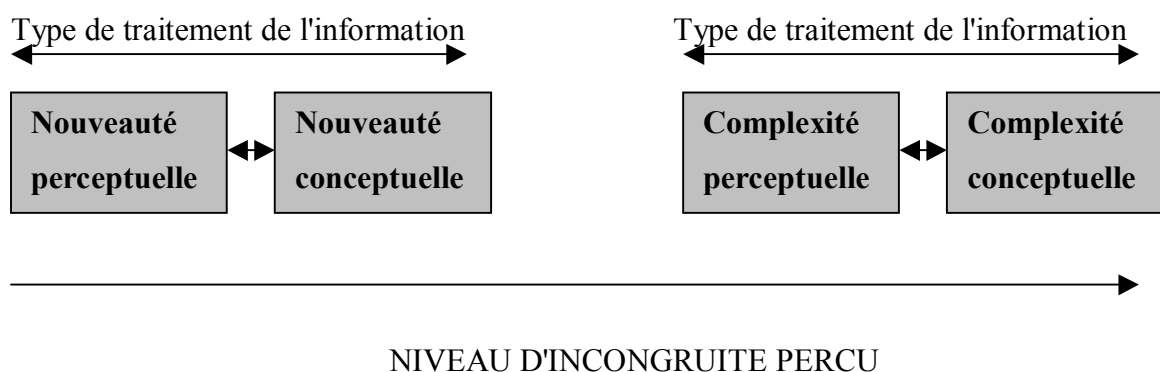 Type de traitement de l'information
Type de traitement de l'information
Nouveauté
perceptuelle
Nouveauté
conceptuelle
Complexité
perceptuelle
Complexité
conceptuelle
NIVEAU D'INCONGRUITE PERCU